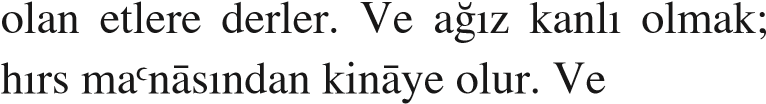 olan etlere derler. Ve ağız kanlı olmak;
hırs maʿnāsından kināye olur. Ve